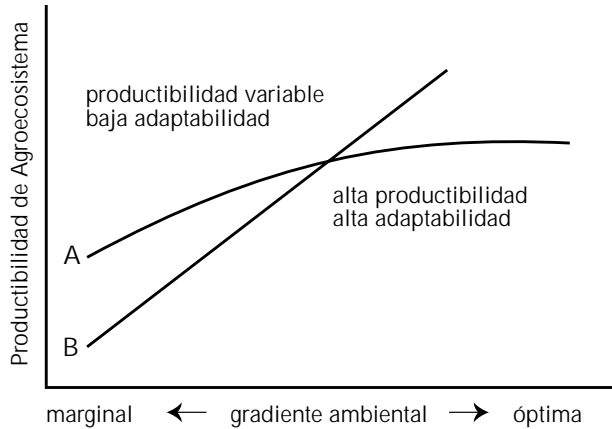 Productibilidad de Agroecosistema
productibilidad variable
baja adaptabilidad
alta productibilidad
alta adaptabilidad
A
B
marginal ← gradiente ambiental → óptima